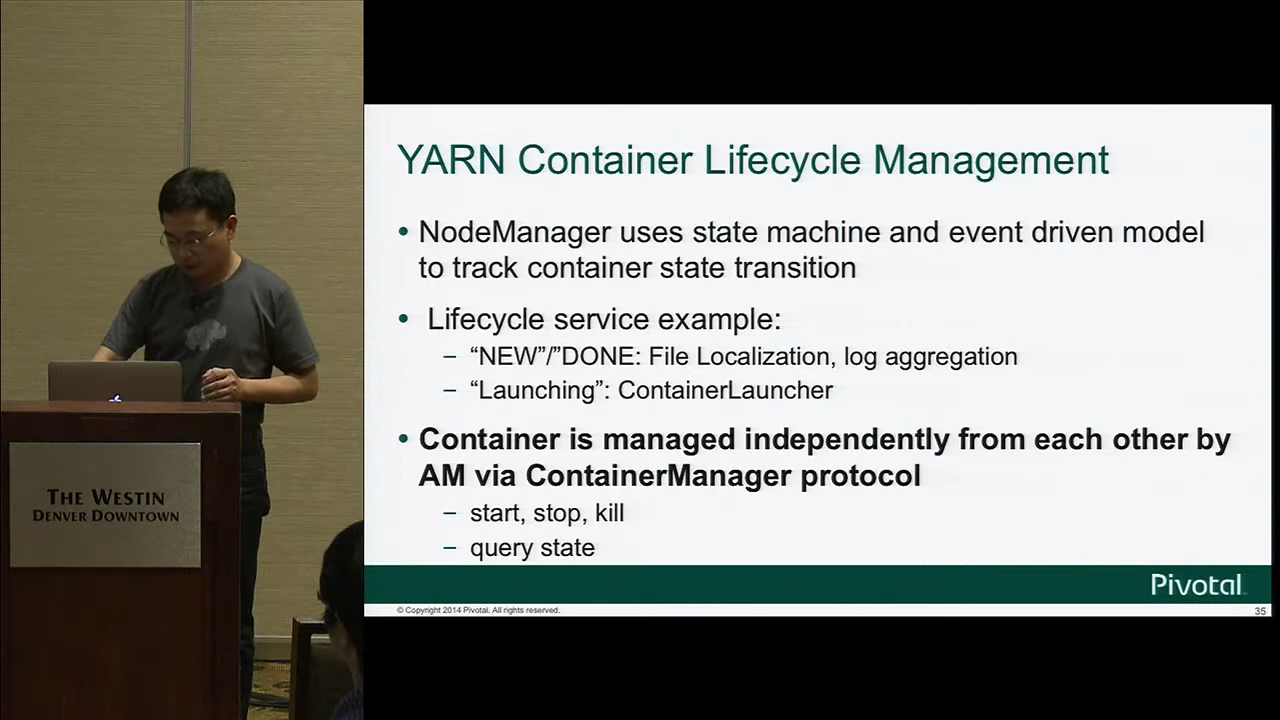 YARN Container Lifecycle Management
• NodeManager uses state machine and event driven model
to track container state transition
• Lifecycle service example:
– “NEW”/”DONE: File Localization, log aggregation
– “Launching”: ContainerLauncher
• Container is managed independently from each other by
AM via ContainerManager protocol
– start, stop, kill
– query state
Pivotal
© Copyright 2014 Pivotal. All rights reserved.
35
THE WESTIN
DENVER DOWNTOWN